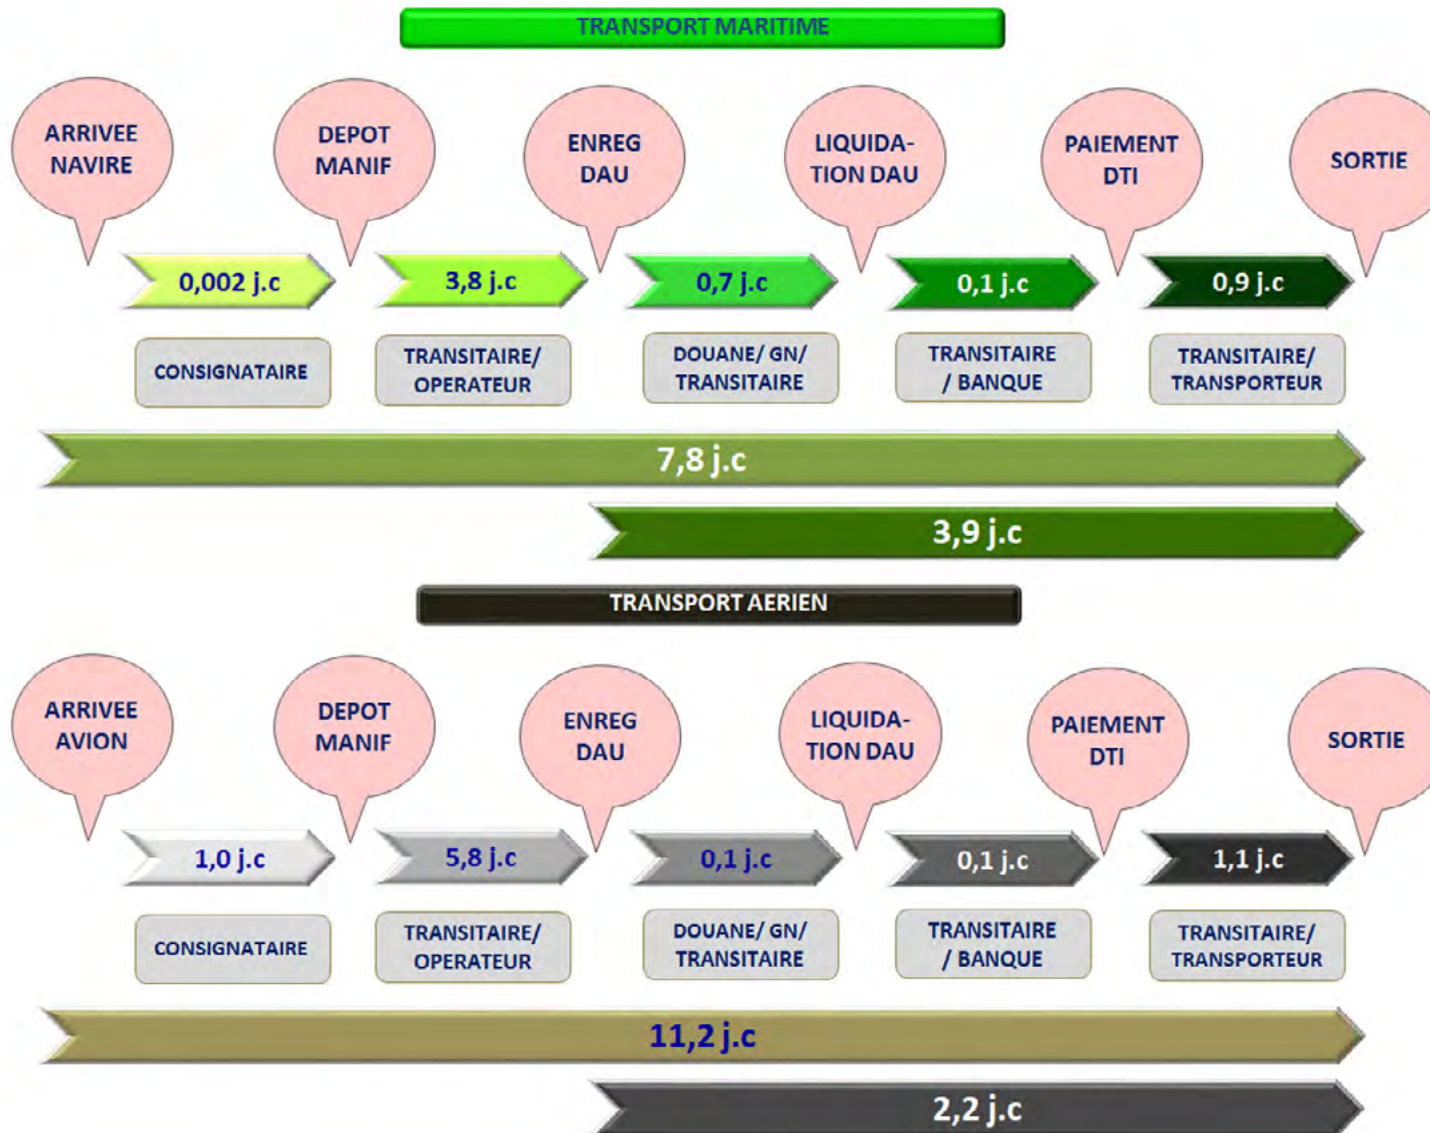 TRANSPORT MARITIME
ARRIVEE
NAVIRE
DEPOT
MANIF
ENREG
DAU
LIQUIDA-
TION DAU
PAIEMENT
DTI
SORTIE
0,002 j.c
3,8 j.c
0,7 j.c
0,1 j.c
0,9 j.c
CONSIGNATAIRE
TRANSITAIRE/
OPERATEUR
DOUANE/ GN/
TRANSITAIRE
TRANSITAIRE
/ BANQUE
TRANSITAIRE/
TRANSPORTEUR
7,8 j.c
3,9 j.c
TRANSPORT AERIEN
ARRIVEE
AVION
DEPOT
MANIF
ENREG
DAU
LIQUIDA-
TION DAU
PAIEMENT
DTI
SORTIE
1,0 j.c
5,8 j.c
0,1 j.c
0,1 j.c
1,1 j.c
CONSIGNATAIRE
TRANSITAIRE/
OPERATEUR
DOUANE/ GN/
TRANSITAIRE
TRANSITAIRE
/ BANQUE
TRANSITAIRE/
TRANSPORTEUR
11,2 j.c
2,2 j.c